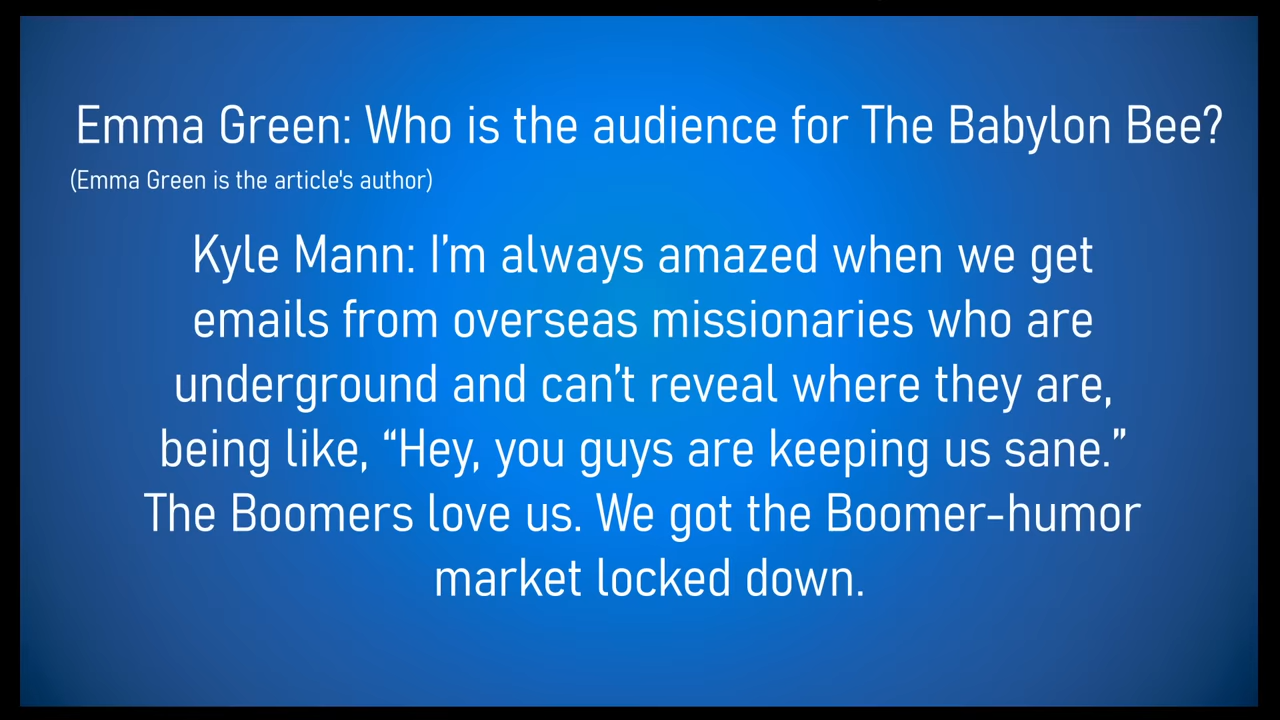 Emma Green: Who is the audience for The Babylon Bee?
(Emma Green is the article's author)
Kyle Mann: I’m always amazed when we get
emails from overseas missionaries who are
underground and can’t reveal where they are,
being like, “Hey, you guys are keeping us sane.”
The Boomers love us. We got the Boomer-humor
market locked down.